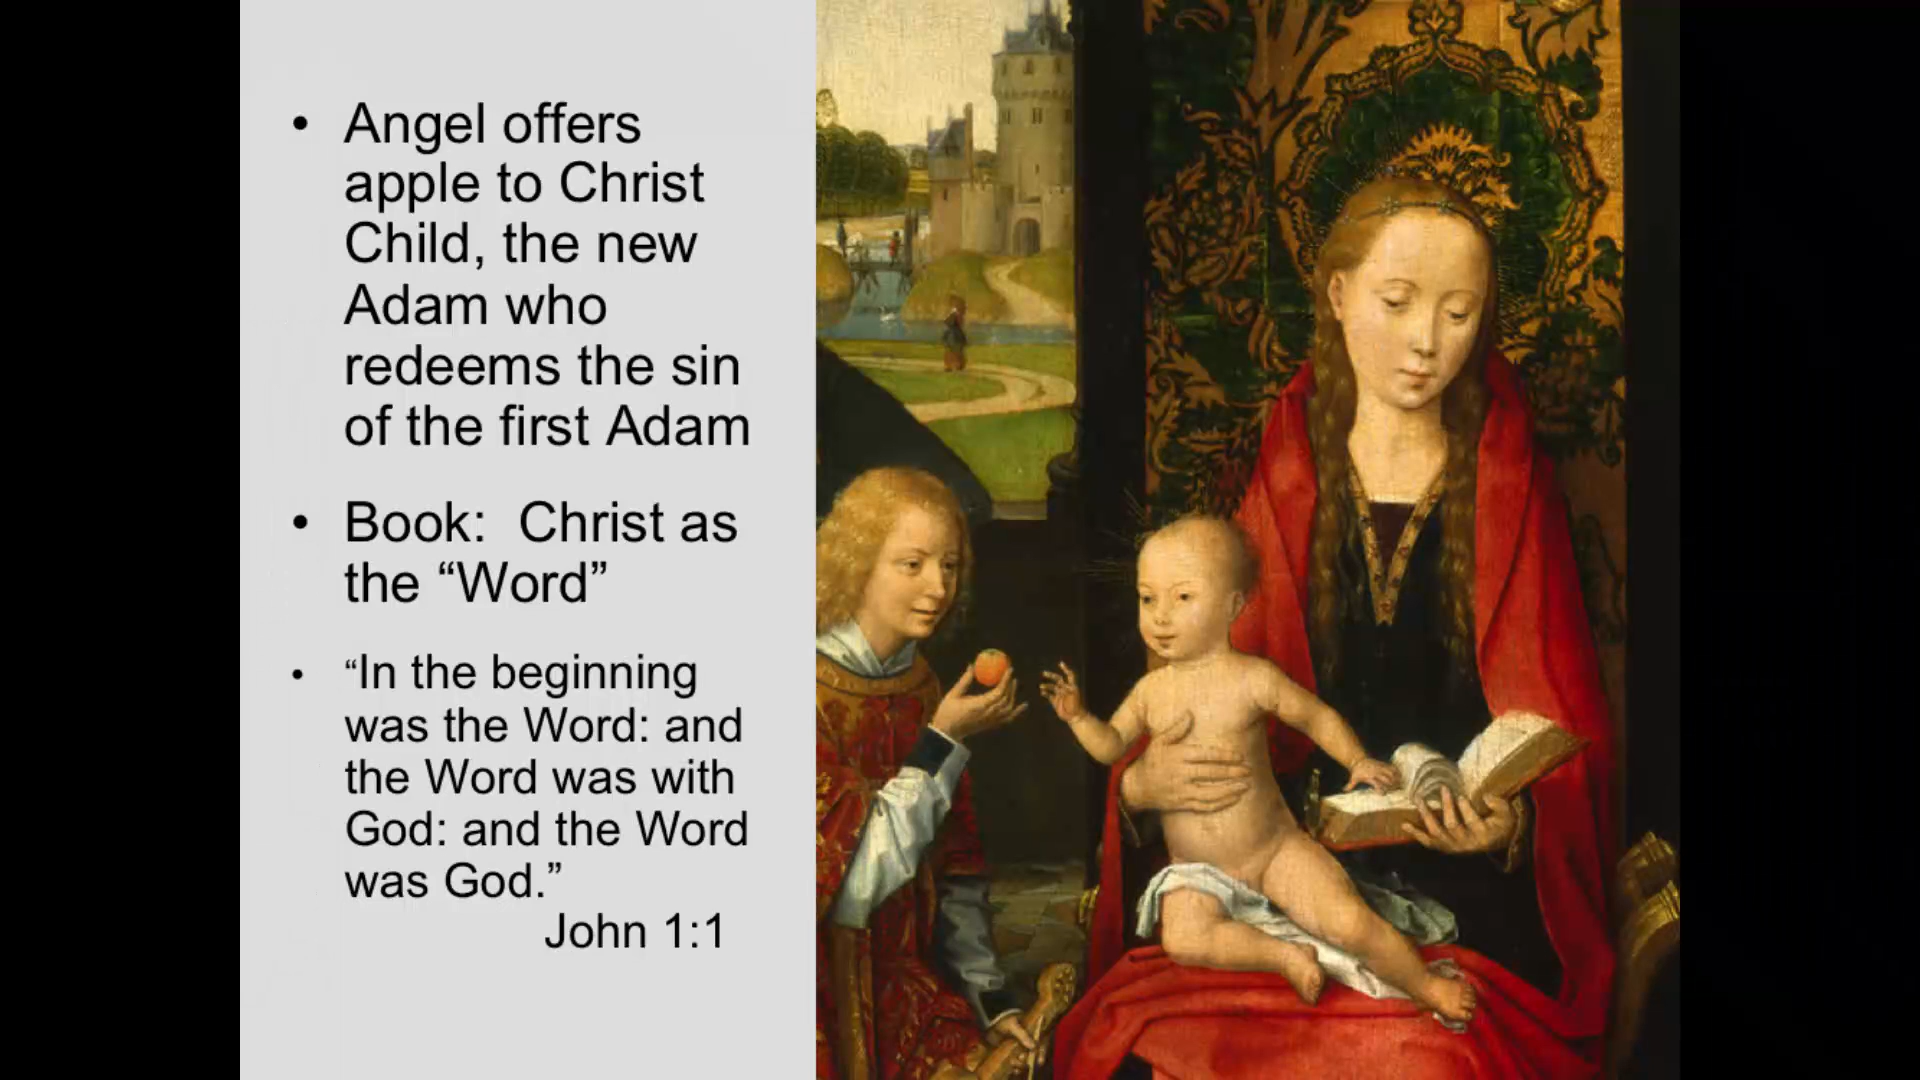 • Angel offers
apple to Christ
Child, the new
Adam who
redeems the sin
of the first Adam
• Book:  Christ as
the “Word”
• “In the beginning
was the Word: and
the Word was with
God: and the Word
was God.”
John 1:1